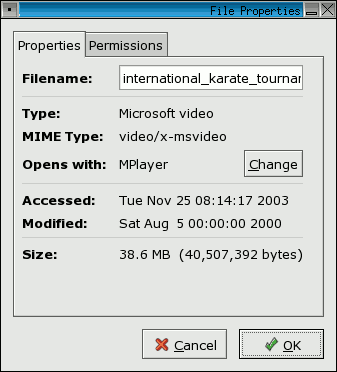 File Properties
Properties Permissions
Filename: international_karate_tournar
Type: Microsoft video
MIME Type: video/x-msvideo
Opens with: MPlayer Change
Accessed: Tue Nov 25 08:14:17 2003
Modified: Sat Aug 5 00:00:00 2000
Size: 38.6 MB (40,507,392 bytes)
Cancel OK